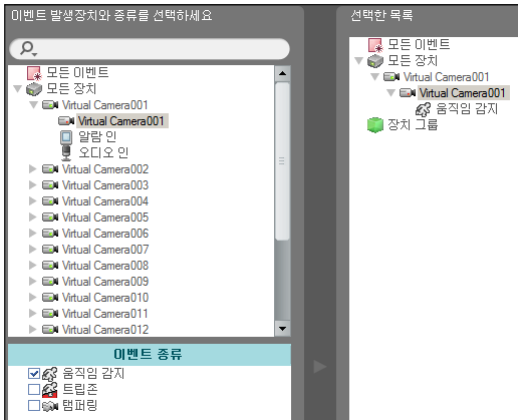 이벤트 발생장치와 종류를 선택하세요
모든 이벤트
모든 장치
Virtual Camera001
Virtual Camera001
알람 인
오디오 인
Virtual Camera002
Virtual Camera003
Virtual Camera004
Virtual Camera005
Virtual Camera006
Virtual Camera007
Virtual Camera008
Virtual Camera009
Virtual Camera010
Virtual Camera011
Virtual Camera012
이벤트 종류
움직임 감지
트립존
탬퍼링
선택한 목록
모든 이벤트
모든 장치
Virtual Camera001
Virtual Camera001
움직임 감지
장치 그룹